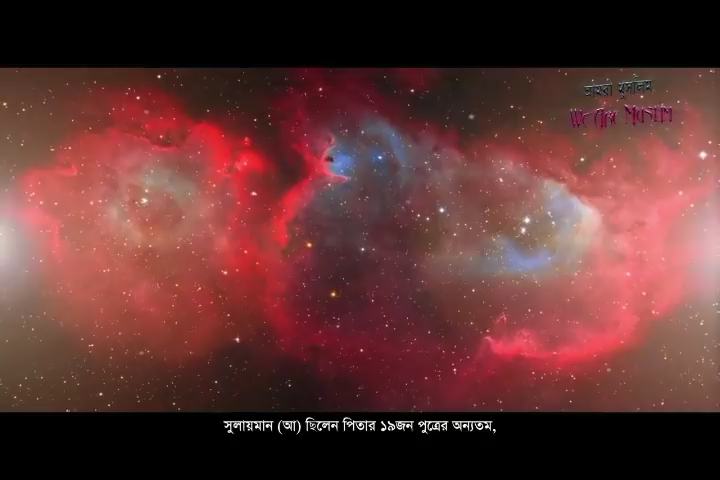 আমরা মুসলিম
We Are Muslim
সুলায়মান (আ) ছিলেন পিতার ১৯জন পুত্রের অন্যতম,